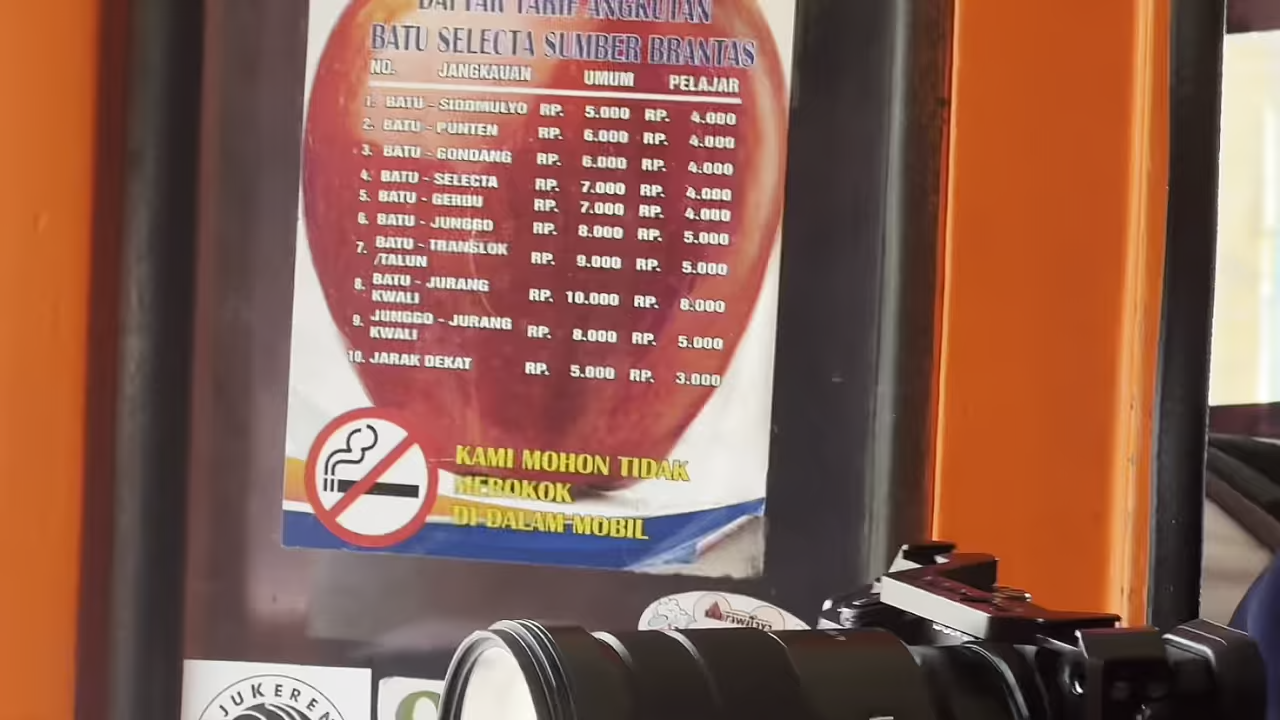 DAFTAR TARIF ANGKUTAN
BATU SELECTA SUMBER BRANTAS
NO. JANGKAUAN UMUM PELAJAR
1. BATU - SIDOMULYO RP. 5.000 RP. 4.000
2. BATU - PUNTEN RP. 6.000 RP. 4.000
3. BATU - GONDANG RP. 6.000 RP. 4.000
4. BATU - SELECTA RP. 7.000 RP. 4.000
5. BATU - GERDU RP. 7.000 RP. 4.000
6. BATU - JUNGGO RP. 8.000 RP. 5.000
7. BATU - TRANSLOK
/TALUN RP. 9.000 RP. 5.000
8. BATU - JURANG
KWALI RP. 10.000 RP. 8.000
9. JUNGGO - JURANG
KWALI RP. 8.000 RP. 5.000
10. JARAK DEKAT RP. 5.000 RP. 3.000
KAMI MOHON TIDAK
MEROKOK
DI DALAM MOBIL